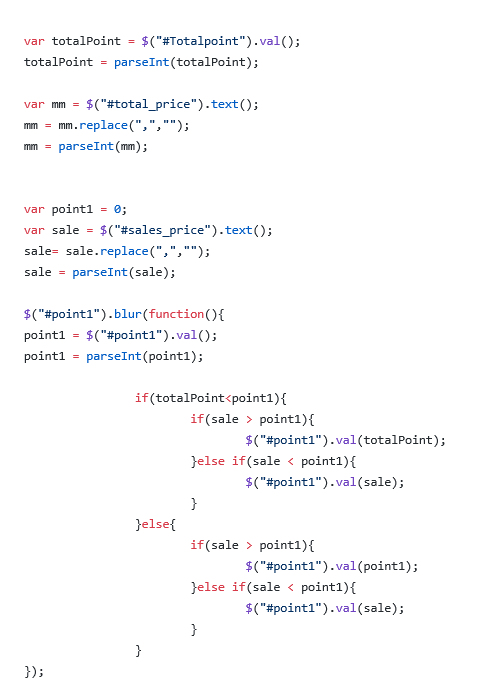 var totalPoint = $("#Totalpoint").val();
totalPoint = parseInt(totalPoint);
var mm = $("#total_price").text();
mm = mm.replace(",","");
mm = parseInt(mm);
var point1 = 0;
var sale = $("#sales_price").text();
sale= sale.replace(",","");
sale = parseInt(sale);
$("#point1").blur(function(){
point1 = $("#point1").val();
point1 = parseInt(point1);
if(totalPoint<point1){
if(sale > point1){
$("#point1").val(totalPoint);
}else if(sale < point1){
$("#point1").val(sale);
}
}else{
if(sale > point1){
$("#point1").val(point1);
}else if(sale < point1){
$("#point1").val(sale);
}
}
});